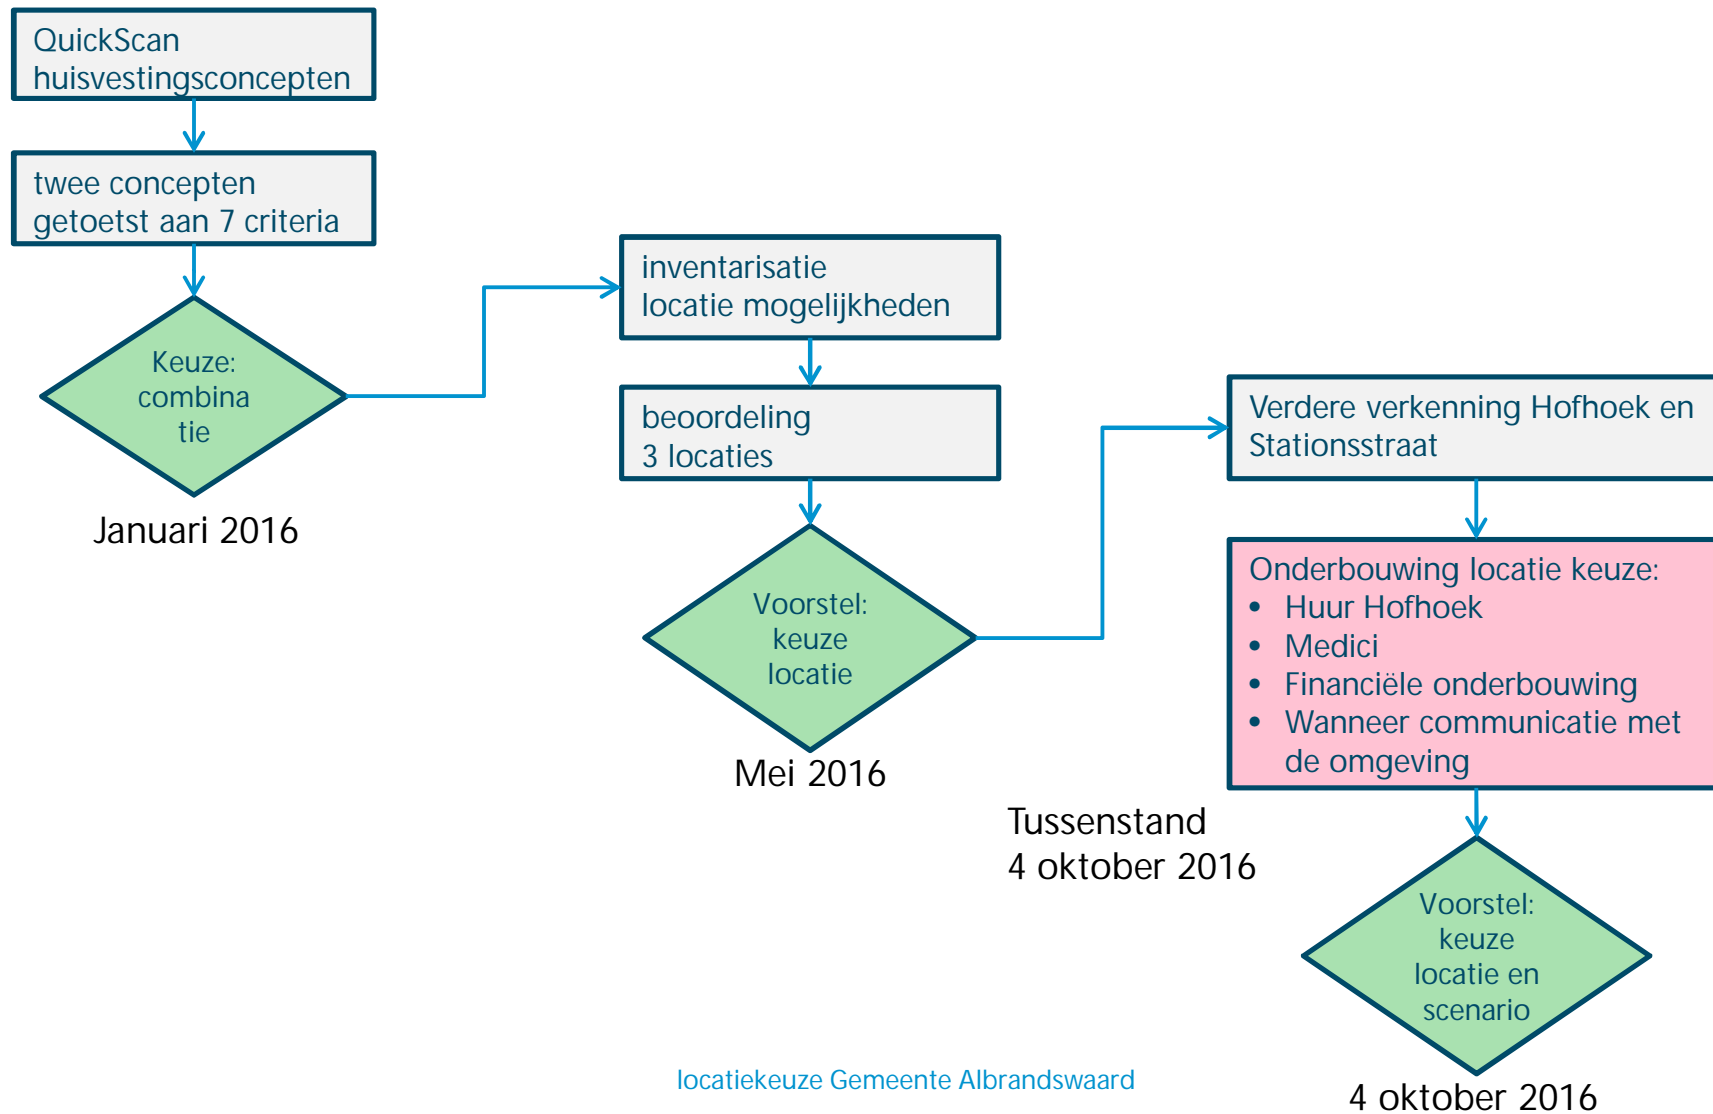 QuickScan
huisvestingsconcepten
twee concepten
getoetst aan 7 criteria
Keuze:
combina
tie
Januari 2016
inventarisatie
locatie mogelijkheden
beoordeling
3 locaties
Voorstel:
keuze
locatie
Mei 2016
Verdere verkenning Hofhoek en
Stationsstraat
Onderbouwing locatie keuze:
• Huur Hofhoek
• Medici
• Financiële onderbouwing
• Wanneer communicatie met
de omgeving
Tussenstand
4 oktober 2016
Voorstel:
keuze
locatie en
scenario
4 oktober 2016
locatiekeuze Gemeente Albrandswaard